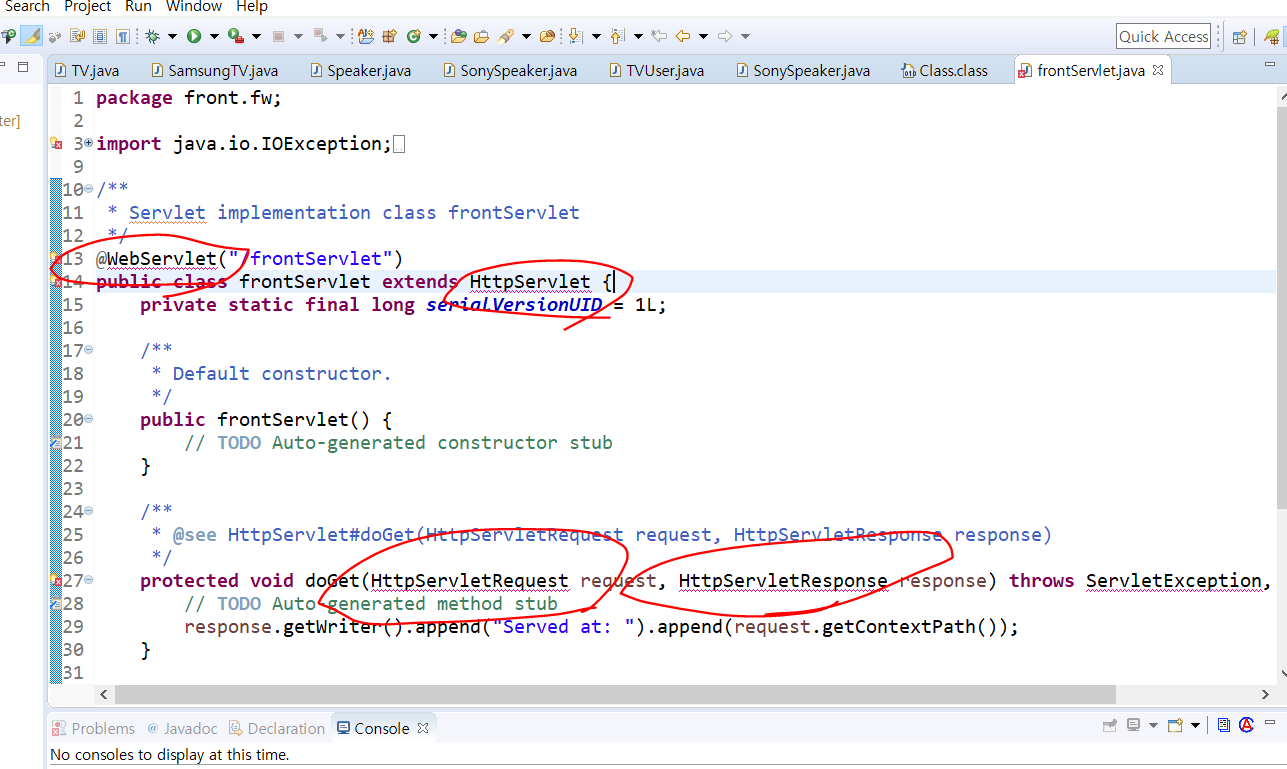 Search Project Run Window Help
Quick Access
TV.java SamsungTV.java Speaker.java SonySpeaker.java TVUser.java SonySpeaker.java Class.class frontServlet.java
ter]
1 package front.fw;
2
3 import java.io.IOException;
9
10 /**
11 * Servlet implementation class frontServlet
12 */
13 @WebServlet("/frontServlet")
14 public class frontServlet extends HttpServlet {
15 private static final long serialVersionUID = 1L;
16
17 /**
18 * Default constructor.
19 */
20 public frontServlet() {
21 // TODO Auto-generated constructor stub
22 }
23
24 /**
25 * @see HttpServlet#doGet(HttpServletRequest request, HttpServletResponse response)
26 */
27 protected void doGet(HttpServletRequest request, HttpServletResponse response) throws ServletException,
28 // TODO Auto-generated method stub
29 response.getWriter().append("Served at: ").append(request.getContextPath());
30 }
31
Problems @ Javadoc Declaration Console
No consoles to display at this time.